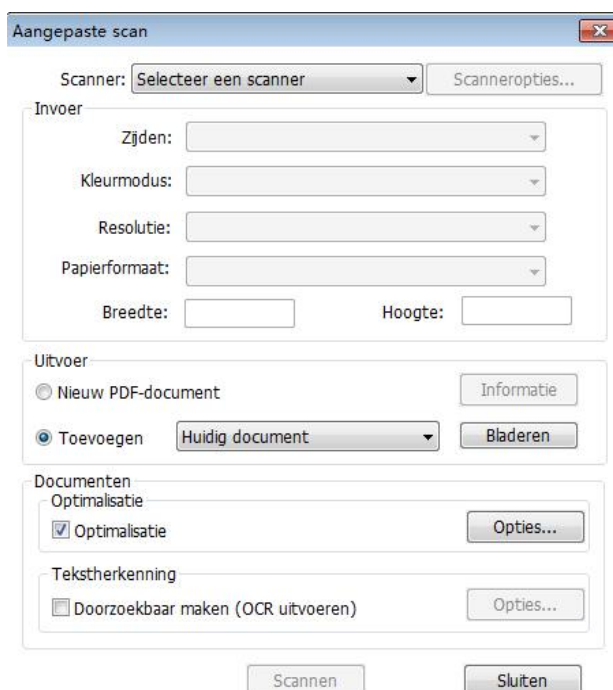 Aangepaste scan
Scanner: Selecteer een scanner Scanneropties...
Invoer
Zijden:
Kleurmodus:
Resolutie:
Papierformaat:
Breedte: Hoogte:
Uitvoer
Nieuw PDF-document Informatie
Toevoegen Huidig document Bladeren
Documenten
Optimalisatie
Optimalisatie Opties...
Tekstherkenning
Doorzoekbaar maken (OCR uitvoeren) Opties...
Scannen Sluiten